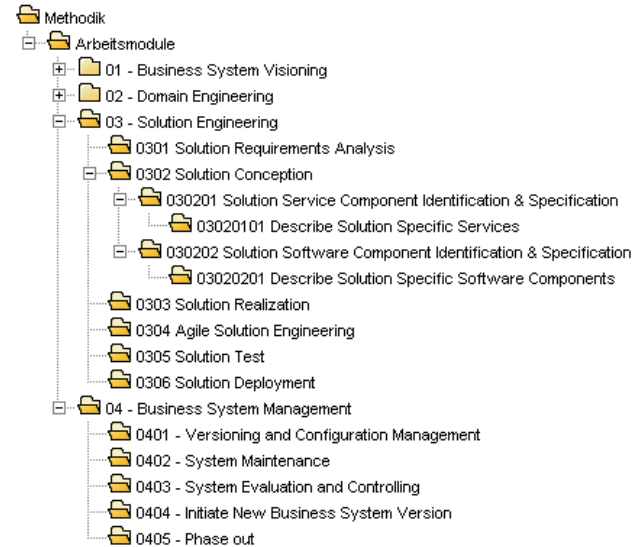 Methodik
Arbeitsmodule
01 - Business System Visioning
02 - Domain Engineering
03 - Solution Engineering
0301 Solution Requirements Analysis
0302 Solution Conception
030201 Solution Service Component Identification & Specification
03020101 Describe Solution Specific Services
030202 Solution Software Component Identification & Specification
03020201 Describe Solution Specific Software Components
0303 Solution Realization
0304 Agile Solution Engineering
0305 Solution Test
0306 Solution Deployment
04 - Business System Management
0401 - Versioning and Configuration Management
0402 - System Maintenance
0403 - System Evaluation and Controlling
0404 - Initiate New Business System Version
0405 - Phase out